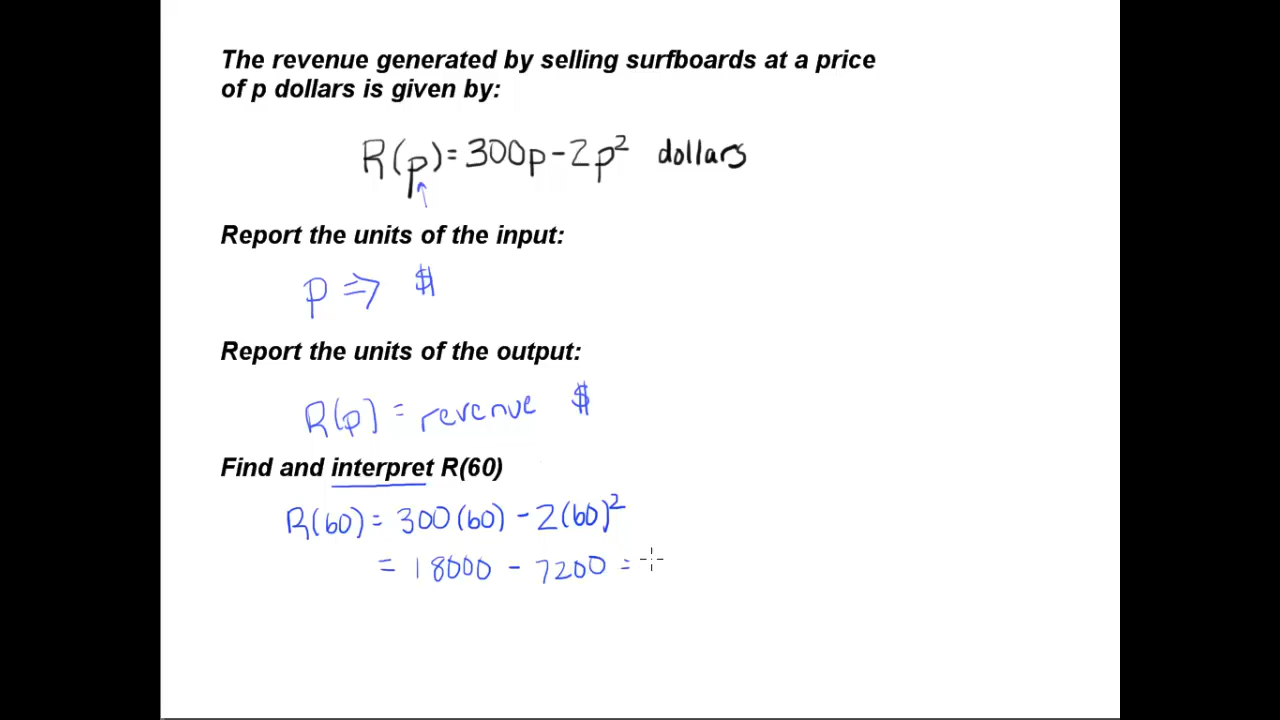 The revenue generated by selling surfboards at a price
of p dollars is given by:
R(p)=300p-2p² dollars
Report the units of the input:
p ⇒ $
Report the units of the output:
R(p) = revenue $
Find and interpret R(60)
R(60) = 300(60) - 2(60)²
= 18000 - 7200 =